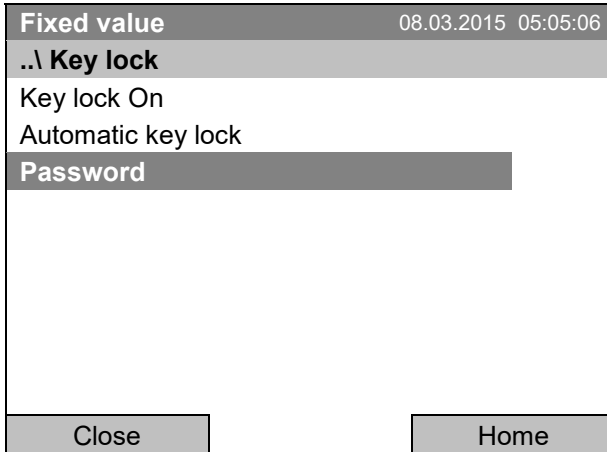 Fixed value 08.03.2015 05:05:06
..\ Key lock
Key lock On
Automatic key lock
Password
Close Home